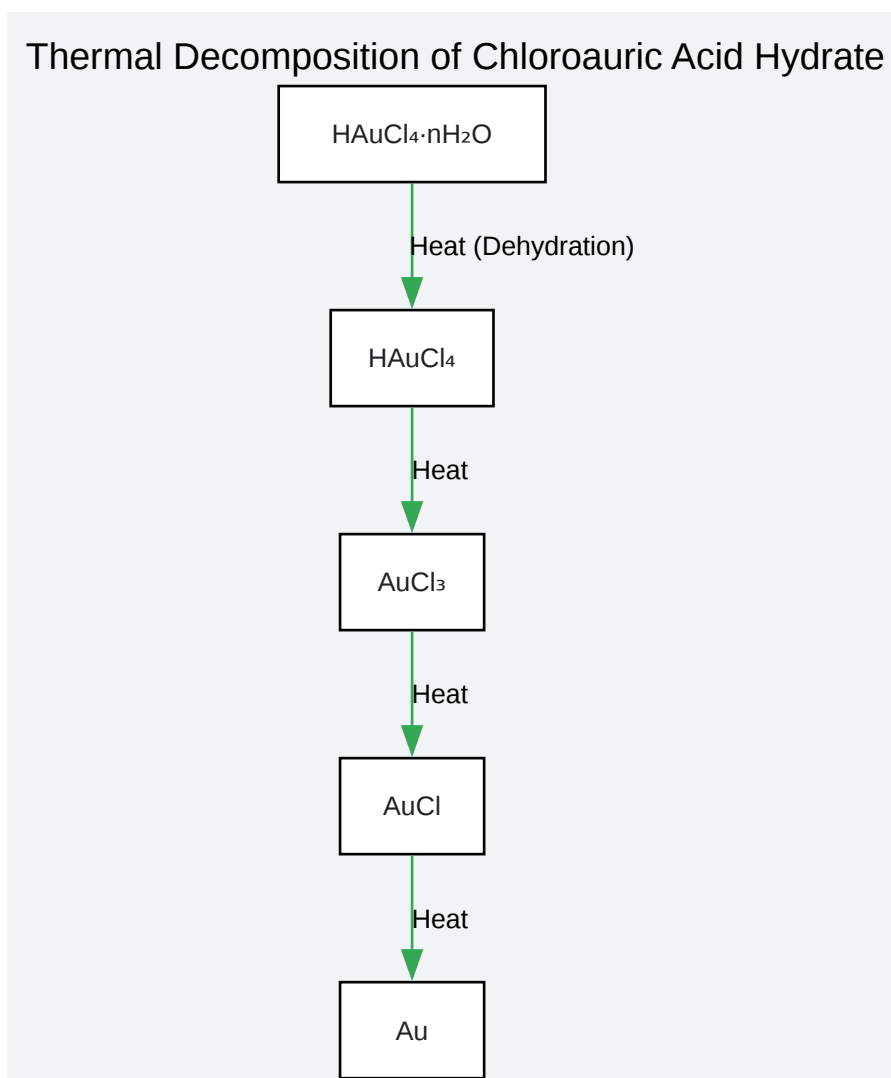 Thermal Decomposition of Chloroauric Acid Hydrate
HAuCl₄·nH₂O
Heat (Dehydration)
HAuCl₄
Heat
AuCl₃
Heat
AuCl
Heat
Au